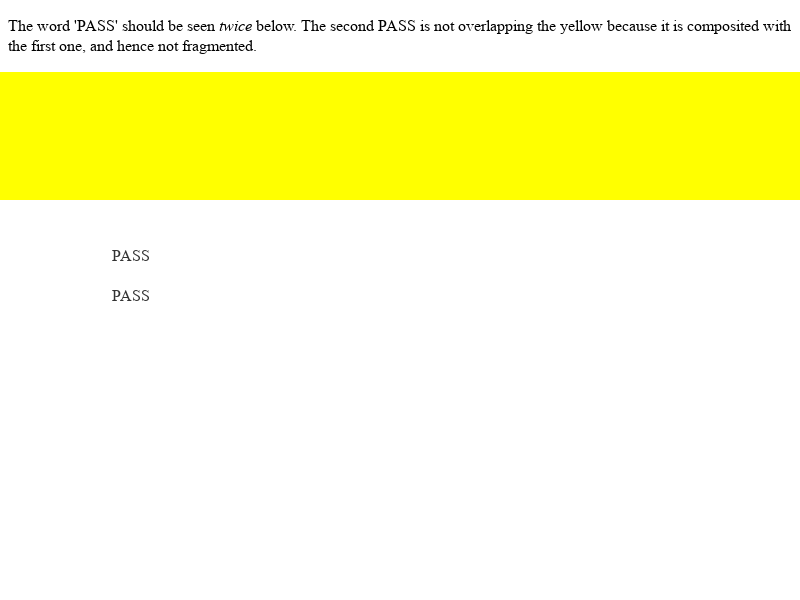 The word 'PASS' should be seen twice below. The second PASS is not overlapping the yellow because it is composited with
the first one, and hence not fragmented.
PASS
PASS